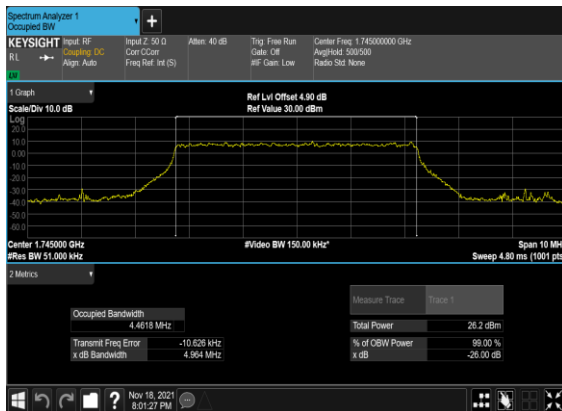 Spectrum Analyzer 1
Occupied BW
KEYSIGHT
RL
Input: RF
Coupling: DC
Align: Auto
Input Z: 50 Ω
Corr CCorr
Freq Ref: Int (S)
Atten: 40 dB
Trig: Free Run
Gate: Off
#IF Gain: Low
Center Freq: 1.745000000 GHz
Avg|Hold: 500/500
Radio Std: None
1 Graph
Scale/Div 10.0 dB
Ref Lvl Offset 4.90 dB
Ref Value 30.00 dBm
Log
20.0
10.0
0.00
-10.0
-20.0
-30.0
-40.0
-50.0
-60.0
Center 1.745000 GHz
#Video BW 150.00 kHz*
Span 10 MH
#Res BW 51.000 kHz
Sweep 4.80 ms (1001 pts
2 Metrics
Measure Trace
Trace 1
Occupied Bandwidth
4.4618 MHz
Total Power
26.2 dBm
Transmit Freq Error
-10.626 kHz
% of OBW Power
99.00 %
x dB Bandwidth
4.964 MHz
x dB
-26.00 dB
Nov 18, 2021
8:01:27 PM